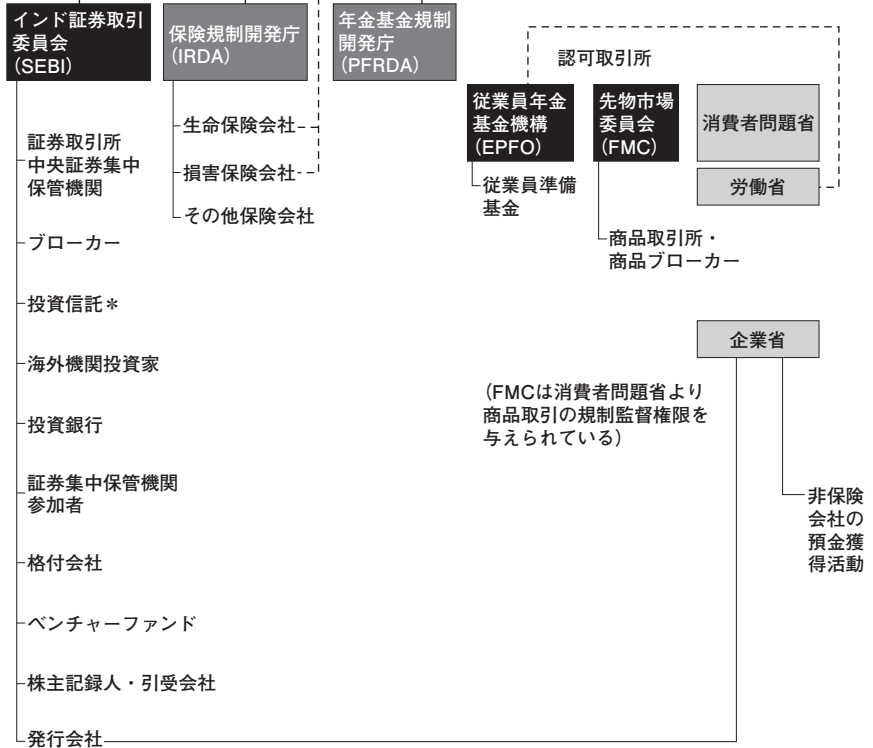 インド証券取引
委員会
(SEBI)
証券取引所
中央証券集中
保管機関
ブローカー
投資信託*
海外機関投資家
投資銀行
証券集中保管機関
参加者
格付会社
ベンチャーファンド
株主記録人・引受会社
発行会社
保険規制開発庁
(IRDA)
生命保険会社
損害保険会社
その他保険会社
年金基金規制
開発庁
(PFRDA)
認可取引所
従業員年金
基金機構
(EPFO)
従業員準備
基金
先物市場
委員会
(FMC)
商品取引所・
商品ブローカー
消費者問題省
労働省
企業省
(FMCは消費者問題省より
商品取引の規制監督権限を
与えられている)
非保険
会社の
預金獲
得活動